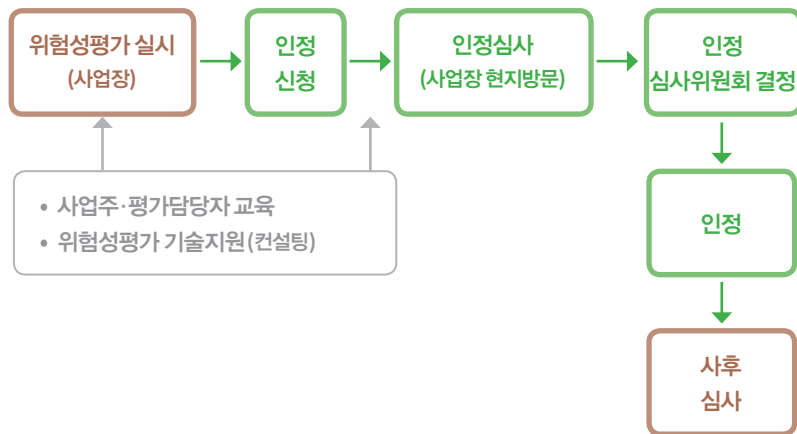 위험성평가 실시
(사업장)
인정
신청
인정심사
(사업장 현지방문)
인정
심사위원회 결정
• 사업주·평가담당자 교육
• 위험성평가 기술지원(컨설팅)
인정
사후
심사